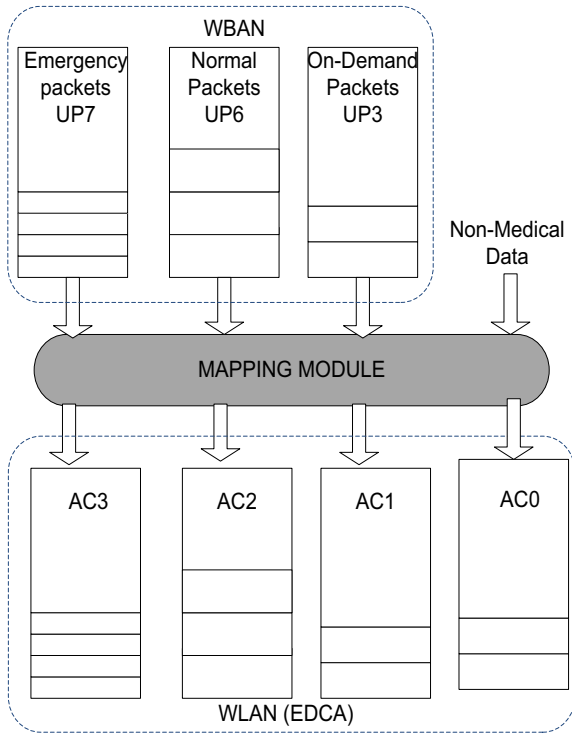 WBAN
Emergency
packets
UP7
Normal
Packets
UP6
On-Demand
Packets
UP3
Non-Medical
Data
MAPPING MODULE
AC3
AC2
AC1
AC0
WLAN (EDCA)